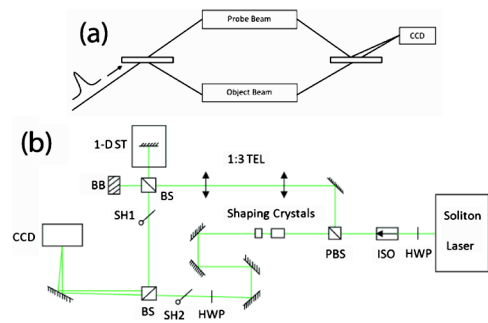 (a)
Probe Beam
CCD
Object Beam
(b)
1-D ST
1:3 TEL
BB
BS
SH1
Shaping Crystals
CCD
Soliton
Laser
PBS
ISO
HWP
BS
SH2
HWP